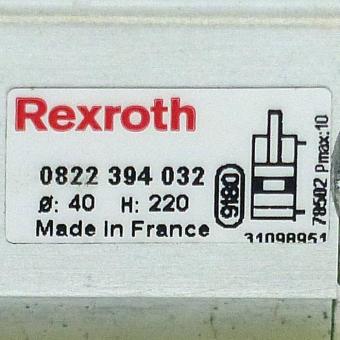 Rexroth
0822 394 032
Ø: 40 H: 220
Made In France
9180
78502 Pmax:10
31098951